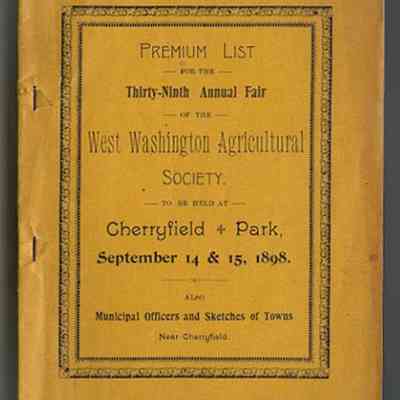 PREMIUM LIST
FOR THE
Thirty-Ninth Annual Fair
OF THE
West Washington Agricultural
SOCIETY.
TO BE HELD AT
Cherryfield + Park,
September 14 & 15, 1898.
ALSO
Municipal Officers and Sketches of Towns
Near Cherryfield.